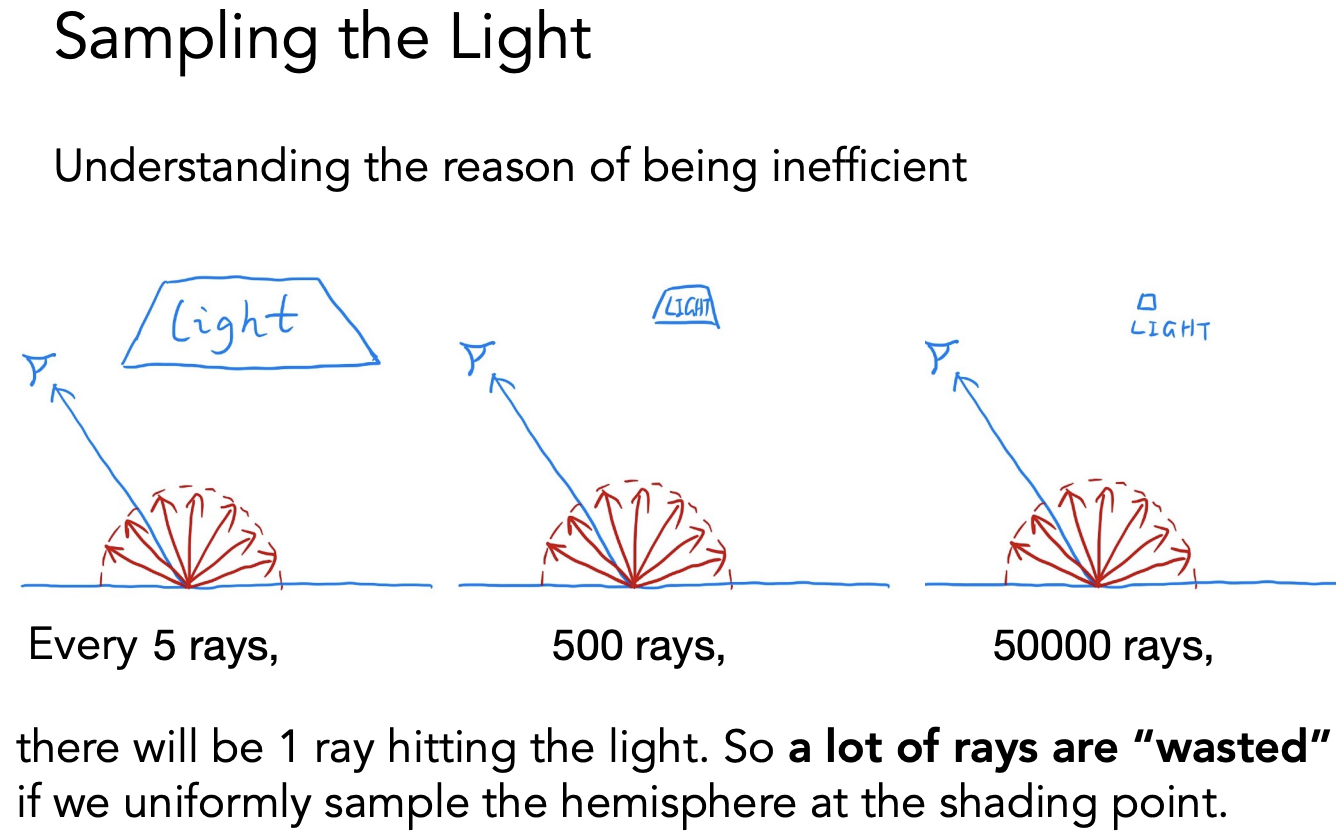 Sampling the Light
Understanding the reason of being inefficient
Light
LIGHT
LIGHT
Every 5 rays,
500 rays,
50000 rays,
there will be 1 ray hitting the light. So a lot of rays are “wasted”
if we uniformly sample the hemisphere at the shading point.